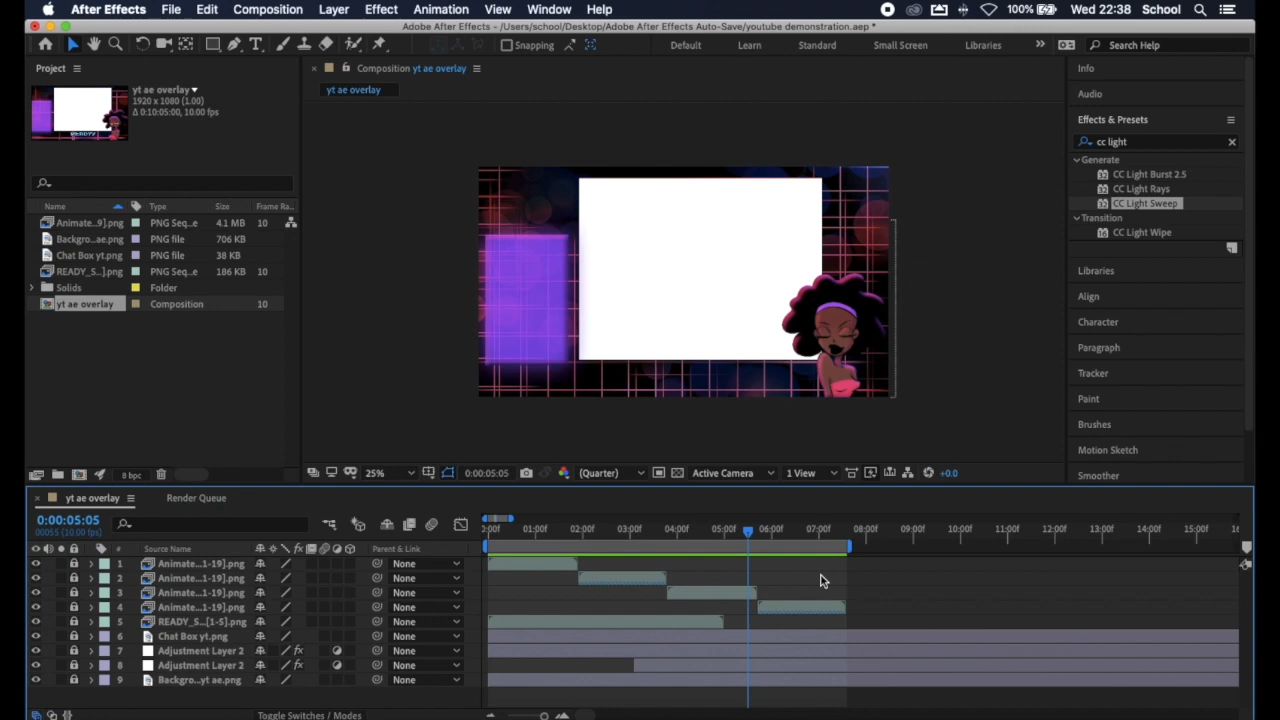 After Effects File Edit Composition Layer Effect Animation View Window Help 100% Wed 22:38 School
Adobe After Effects - /Users/school/Desktop/Adobe After Effects Auto-Save/youtube demonstration.aep *
Snapping Default Learn Standard Small Screen Libraries Search Help
Project
Composition yt ae overlay
Info
yt ae overlay
1920 x 1080 (1.00)
Δ 0:10:05:00, 10.00 fps
yt ae overlay
Audio
Effects & Presets
cc light
Generate
CC Light Burst 2.5
CC Light Rays
CC Light Sweep
Transition
CC Light Wipe
Name Type Size Frame Ra...
Animate...9].png PNG Seq...e 4.1 MB 10
Backgro...ae.png PNG file 706 KB
Chat Box yt.png PNG file 38 KB
READY_S...].png PNG Seq...e 186 KB 10
Solids Folder
yt ae overlay Composition 10
Libraries
Align
Character
Paragraph
Tracker
Paint
Brushes
Motion Sketch
Smoother
8 bpc
25% 0:00:05:05 (Quarter) Active Camera 1 View +0.0
yt ae overlay Render Queue
0:00:05:05
00055 (10.00 fps)
0:00f 01:00f 02:00f 03:00f 04:00f 05:00f 06:00f 07:00f 08:00f 09:00f 10:00f 11:00f 12:00f 13:00f 14:00f 15:00f 16
# Source Name Parent & Link
1 Animate...1-19].png None
2 Animate...1-19].png None
3 Animate...1-19].png None
4 Animate...1-19].png None
5 READY_S...[1-5].png None
6 Chat Box yt.png None
7 Adjustment Layer 2 None
8 Adjustment Layer 2 None
9 Backgro...yt ae.png None
Toggle Switches / Modes